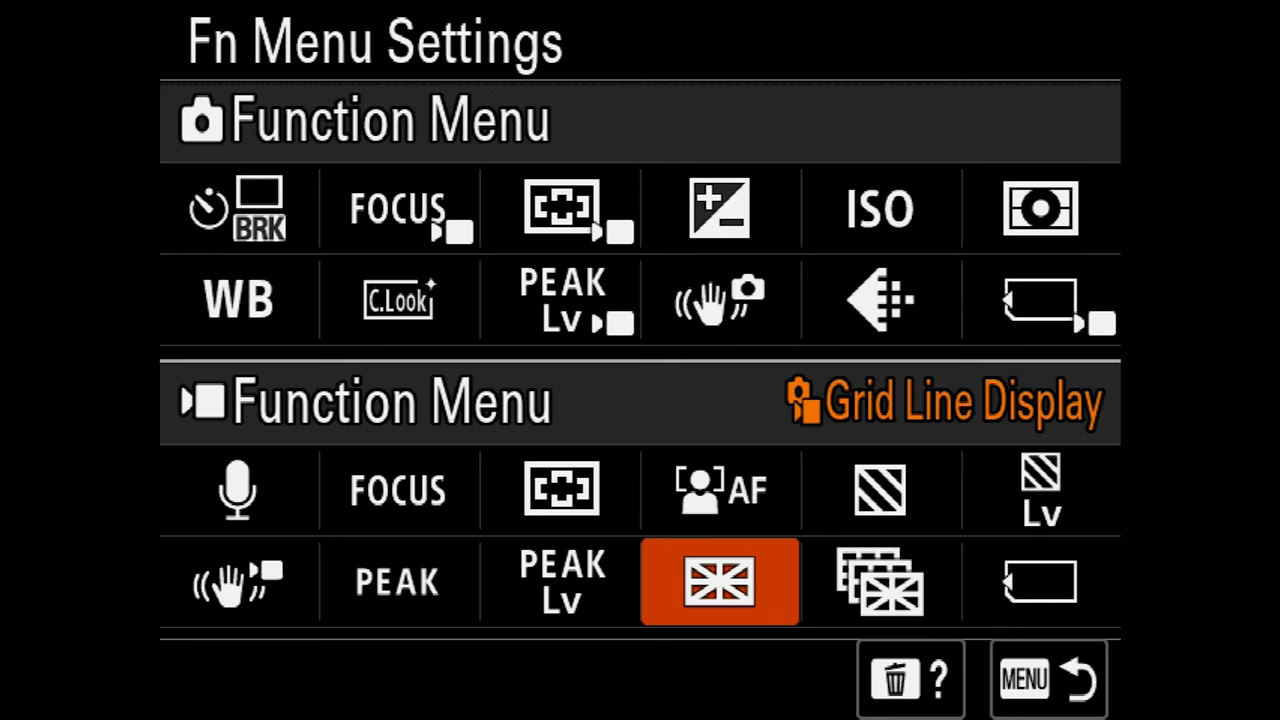 Fn Menu Settings
Function Menu
BRK FOCUS ISO
WB C.Look PEAK Lv
Function Menu Grid Line Display
FOCUS AF Lv
PEAK PEAK Lv
? MENU